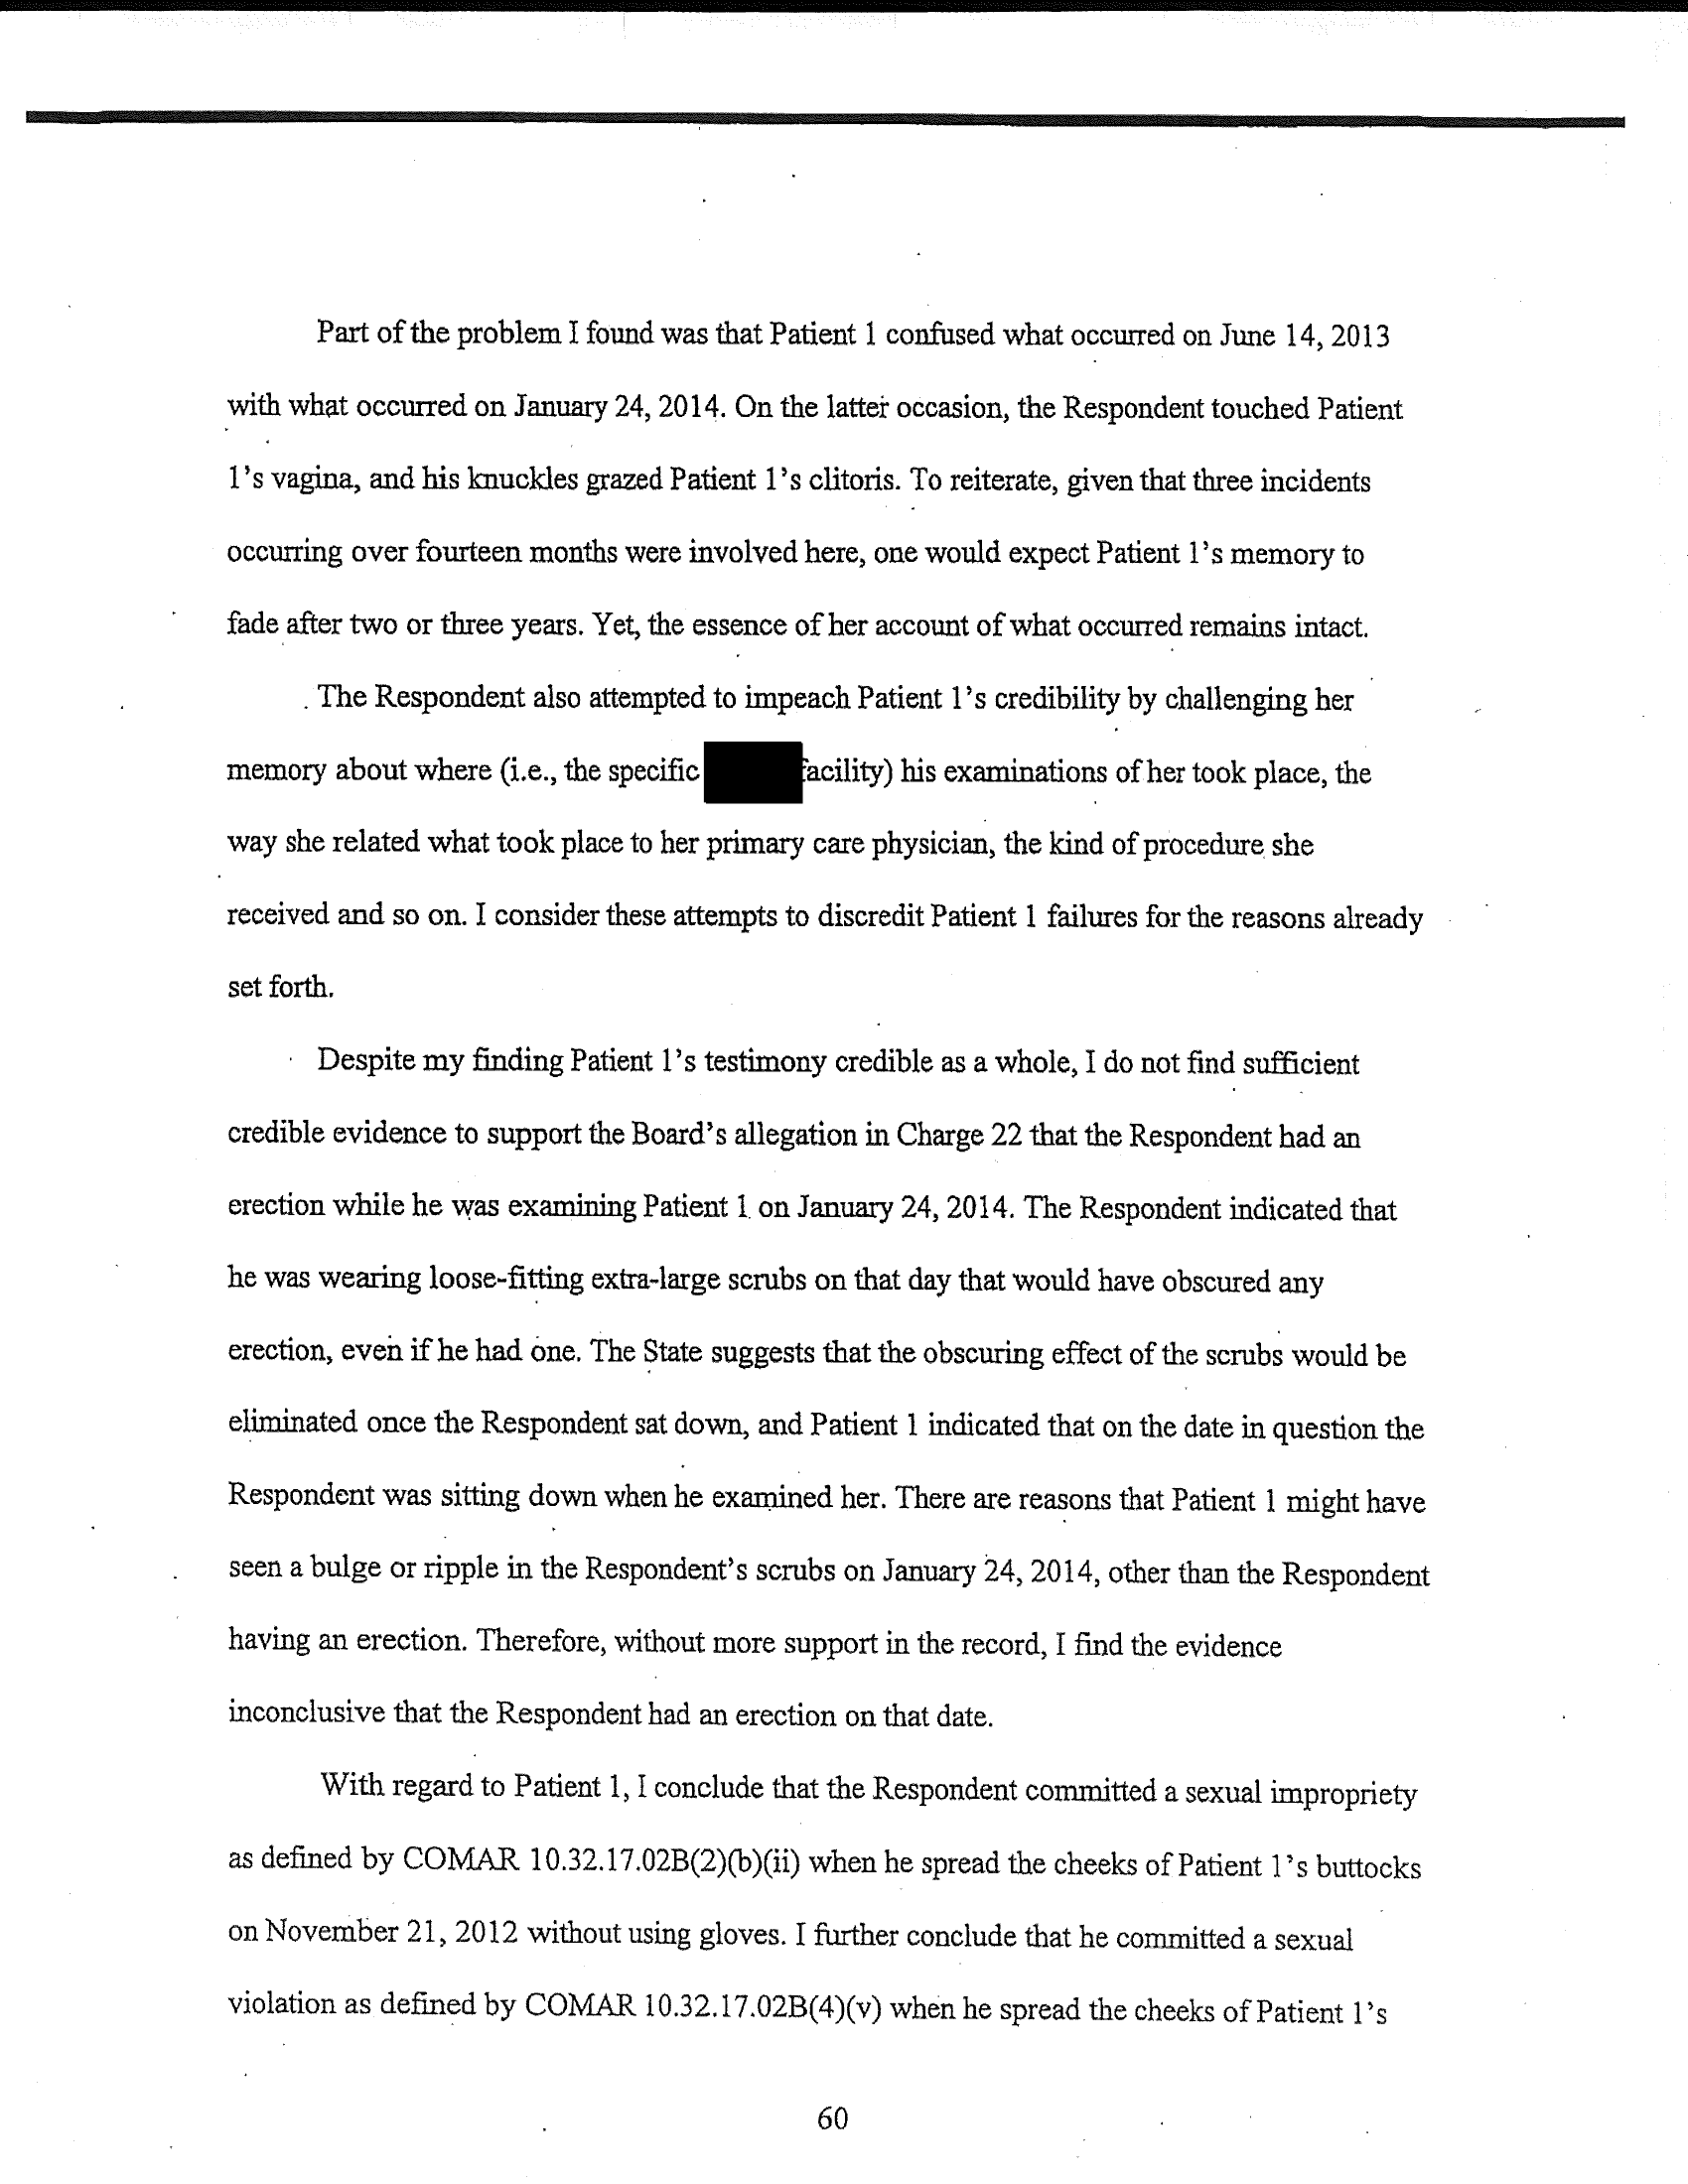 Part of the problem I found was that Patient 1 confused what occurred on June 14, 2013
with what occurred on January 24, 2014. On the latter occasion, the Respondent touched Patient
1's vagina, and his knuckles grazed Patient 1's clitoris. To reiterate, given that three incidents
occurring over fourteen months were involved here, one would expect Patient 1's memory to
fade after two or three years. Yet, the essence of her account of what occurred remains intact.
The Respondent also attempted to impeach Patient 1's credibility by challenging her
memory about where (i.e., the specific facility) his examinations of her took place, the
way she related what took place to her primary care physician, the kind of procedure she
received and so on. I consider these attempts to discredit Patient 1 failures for the reasons already
set forth.
Despite my finding Patient 1's testimony credible as a whole, I do not find sufficient
credible evidence to support the Board's allegation in Charge 22 that the Respondent had an
erection while he was examining Patient 1 on January 24, 2014. The Respondent indicated that
he was wearing loose-fitting extra-large scrubs on that day that would have obscured any
erection, even if he had one. The State suggests that the obscuring effect of the scrubs would be
eliminated once the Respondent sat down, and Patient 1 indicated that on the date in question the
Respondent was sitting down when he examined her. There are reasons that Patient 1 might have
seen a bulge or ripple in the Respondent's scrubs on January 24, 2014, other than the Respondent
having an erection. Therefore, without more support in the record, I find the evidence
inconclusive that the Respondent had an erection on that date.
With regard to Patient 1, I conclude that the Respondent committed a sexual impropriety
as defined by COMAR 10.32.17.02B(2)(b)(ii) when he spread the cheeks of Patient 1's buttocks
on November 21, 2012 without using gloves. I further conclude that he committed a sexual
violation as defined by COMAR 10.32.17.02B(4)(v) when he spread the cheeks of Patient 1's
60